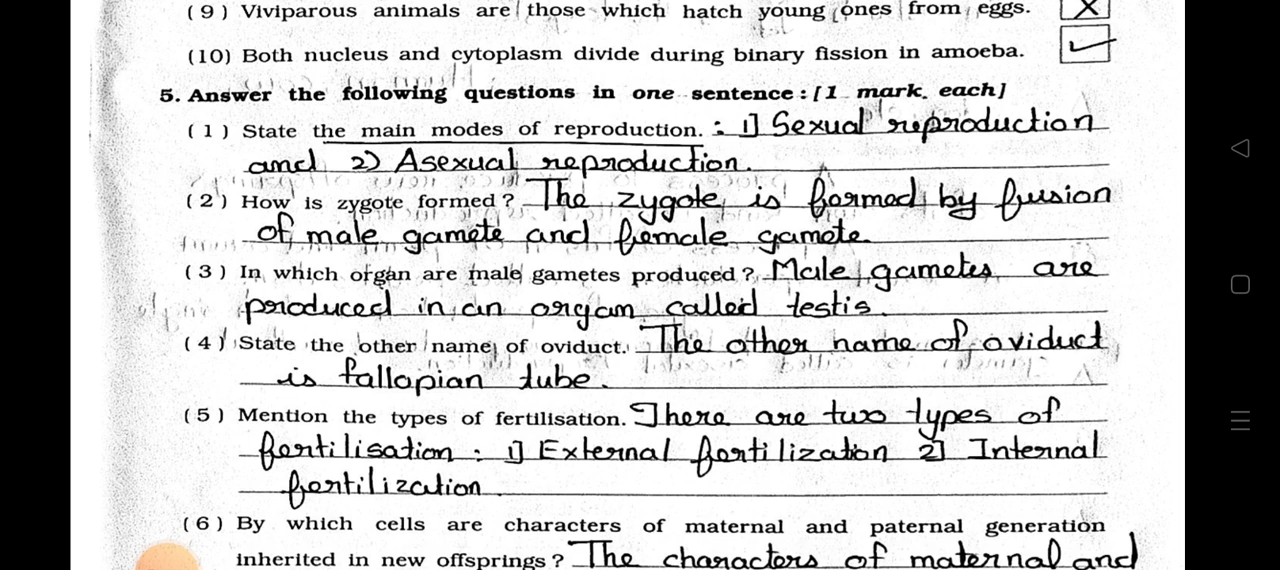 (9) Viviparous animals are those which hatch young ones from eggs. X
(10) Both nucleus and cytoplasm divide during binary fission in amoeba. ✓
5. Answer the following questions in one sentence : [1 mark each]
(1) State the main modes of reproduction. : 1] Sexual reproduction
and 2) Asexual reproduction.
(2) How is zygote formed? The zygote is formed by fusion
of male gamete and female gamete.
(3) In which organ are male gametes produced? Male gametes are
produced in an organ called testis.
(4) State the other name of oviduct. The other name of oviduct
is fallopian tube.
(5) Mention the types of fertilisation. There are two types of
fertilisation : 1] External fertilization 2] Internal
fertilization
(6) By which cells are characters of maternal and paternal generation
inherited in new offsprings? The characters of maternal and